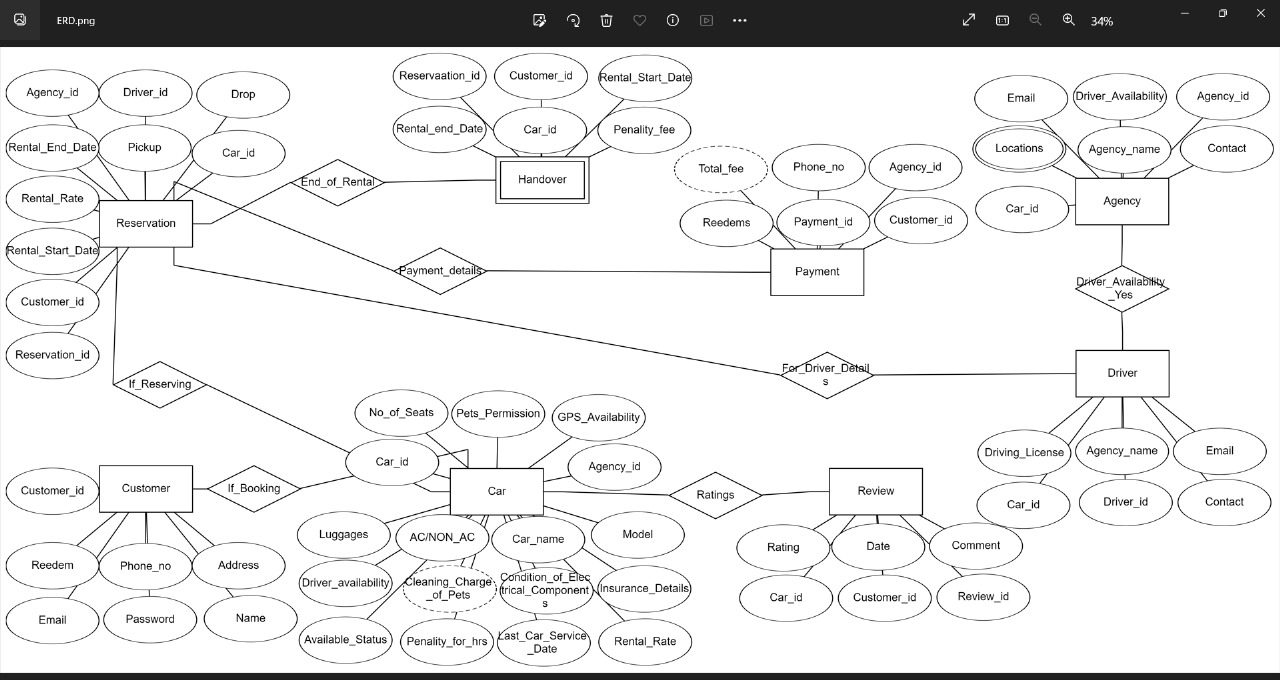 ERD.png
34%
Agency_id
Driver_id
Drop
Rental_End_Date
Pickup
Car_id
Rental_Rate
Reservation
Rental_Start_Date
Customer_id
Reservation_id
Reservaation_id
Customer_id
Rental_Start_Date
Rental_end_Date
Car_id
Penality_fee
End_of_Rental
Handover
Total_fee
Phone_no
Agency_id
Reedems
Payment_id
Customer_id
Payment_details
Payment
Email
Driver_Availability
Agency_id
Locations
Agency_name
Contact
Car_id
Agency
Driver_Availability
_Yes
For_Driver_Detail
s
Driver
Driving_License
Agency_name
Email
Car_id
Driver_id
Contact
If_Reserving
No_of_Seats
Pets_Permission
GPS_Availability
Car_id
Agency_id
Customer_id
Customer
If_Booking
Car
Ratings
Review
Reedem
Phone_no
Address
Email
Password
Name
Luggages
AC/NON_AC
Car_name
Model
Driver_availability
Cleaning_Charge
_of_Pets
Condition_of_Elec
trical_Component
s
Insurance_Details
Available_Status
Penality_for_hrs
Last_Car_Service
_Date
Rental_Rate
Rating
Date
Comment
Car_id
Customer_id
Review_id